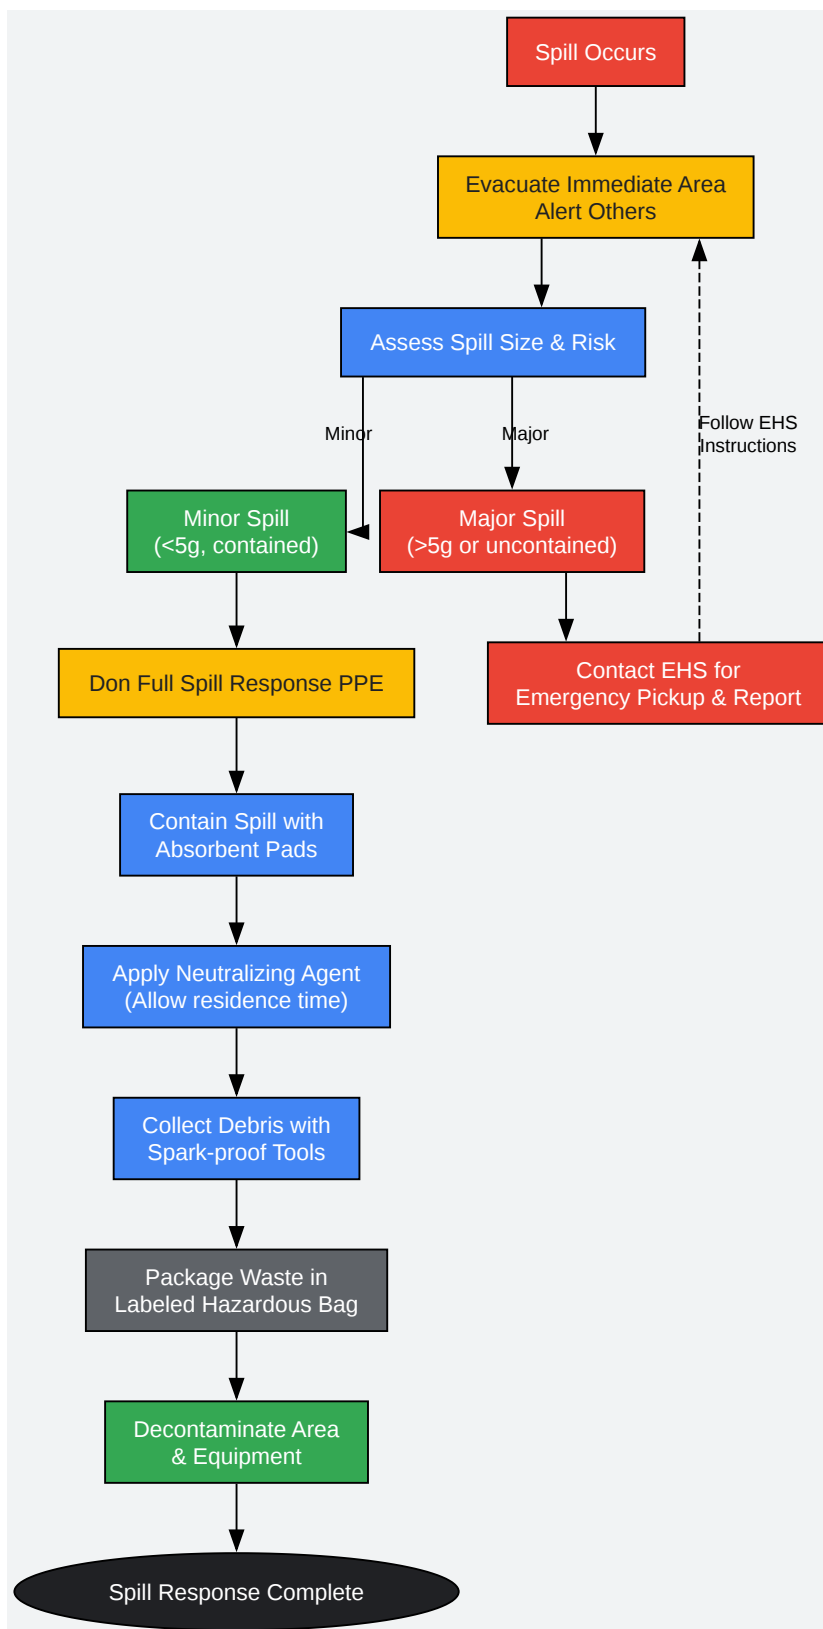 Spill Occurs
Evacuate Immediate Area
Alert Others
Assess Spill Size & Risk
Minor
Major
Follow EHS
Instructions
Minor Spill
(<5g, contained)
Major Spill
(>5g or uncontained)
Don Full Spill Response PPE
Contact EHS for
Emergency Pickup & Report
Contain Spill with
Absorbent Pads
Apply Neutralizing Agent
(Allow residence time)
Collect Debris with
Spark-proof Tools
Package Waste in
Labeled Hazardous Bag
Decontaminate Area
& Equipment
Spill Response Complete